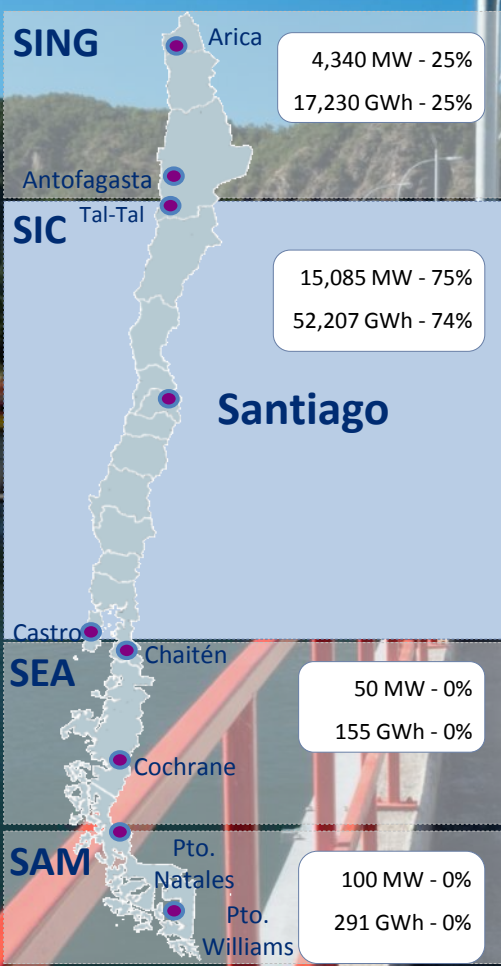 SING
Arica
4,340 MW - 25%
17,230 GWh - 25%
Antofagasta
SIC
Tal-Tal
15,085 MW - 75%
52,207 GWh - 74%
Santiago
Castro
Chaitén
SEA
50 MW - 0%
155 GWh - 0%
Cochrane
SAM
Pto.
Natales
100 MW - 0%
291 GWh - 0%
Pto.
Williams